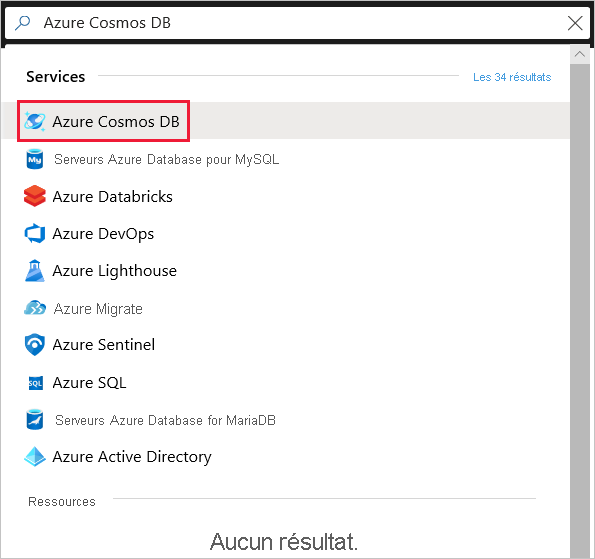 Azure Cosmos DB
Services Les 34 résultats
Azure Cosmos DB
My Serveurs Azure Database pour MySQL
Azure Databricks
Azure DevOps
Azure Lighthouse
Azure Migrate
Azure Sentinel
SQL Azure SQL
Serveurs Azure Database for MariaDB
Azure Active Directory
Ressources
Aucun résultat.